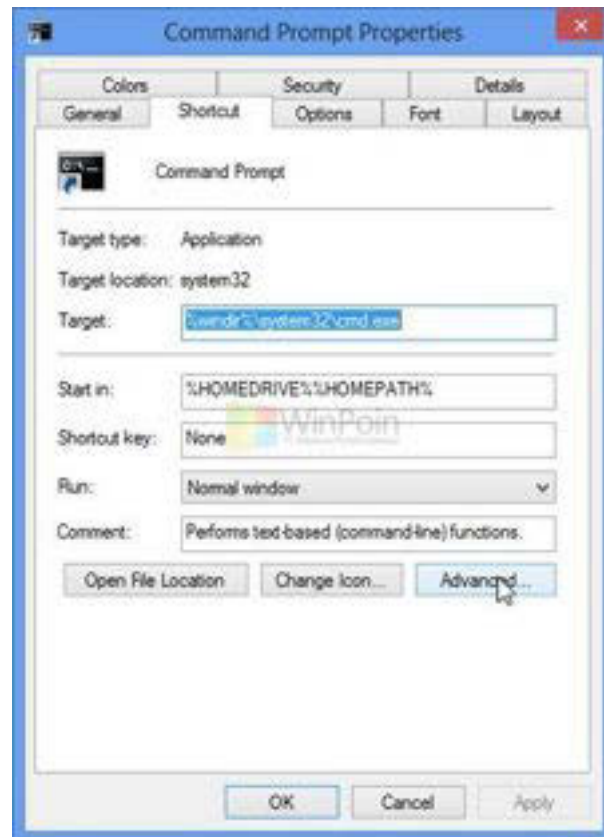 Command Prompt Properties
Colors Security Details
General Shortcut Options Font Layout
Command Prompt
Target type: Application
Target location: system32
Target: %windir%\system32\cmd.exe
Start in: %HOMEDRIVE%%HOMEPATH%
WinPoin
Shortcut key: None
Run: Normal window
Comment: Performs text-based (command-line) functions.
Open File Location Change Icon... Advanced...
OK Cancel Apply